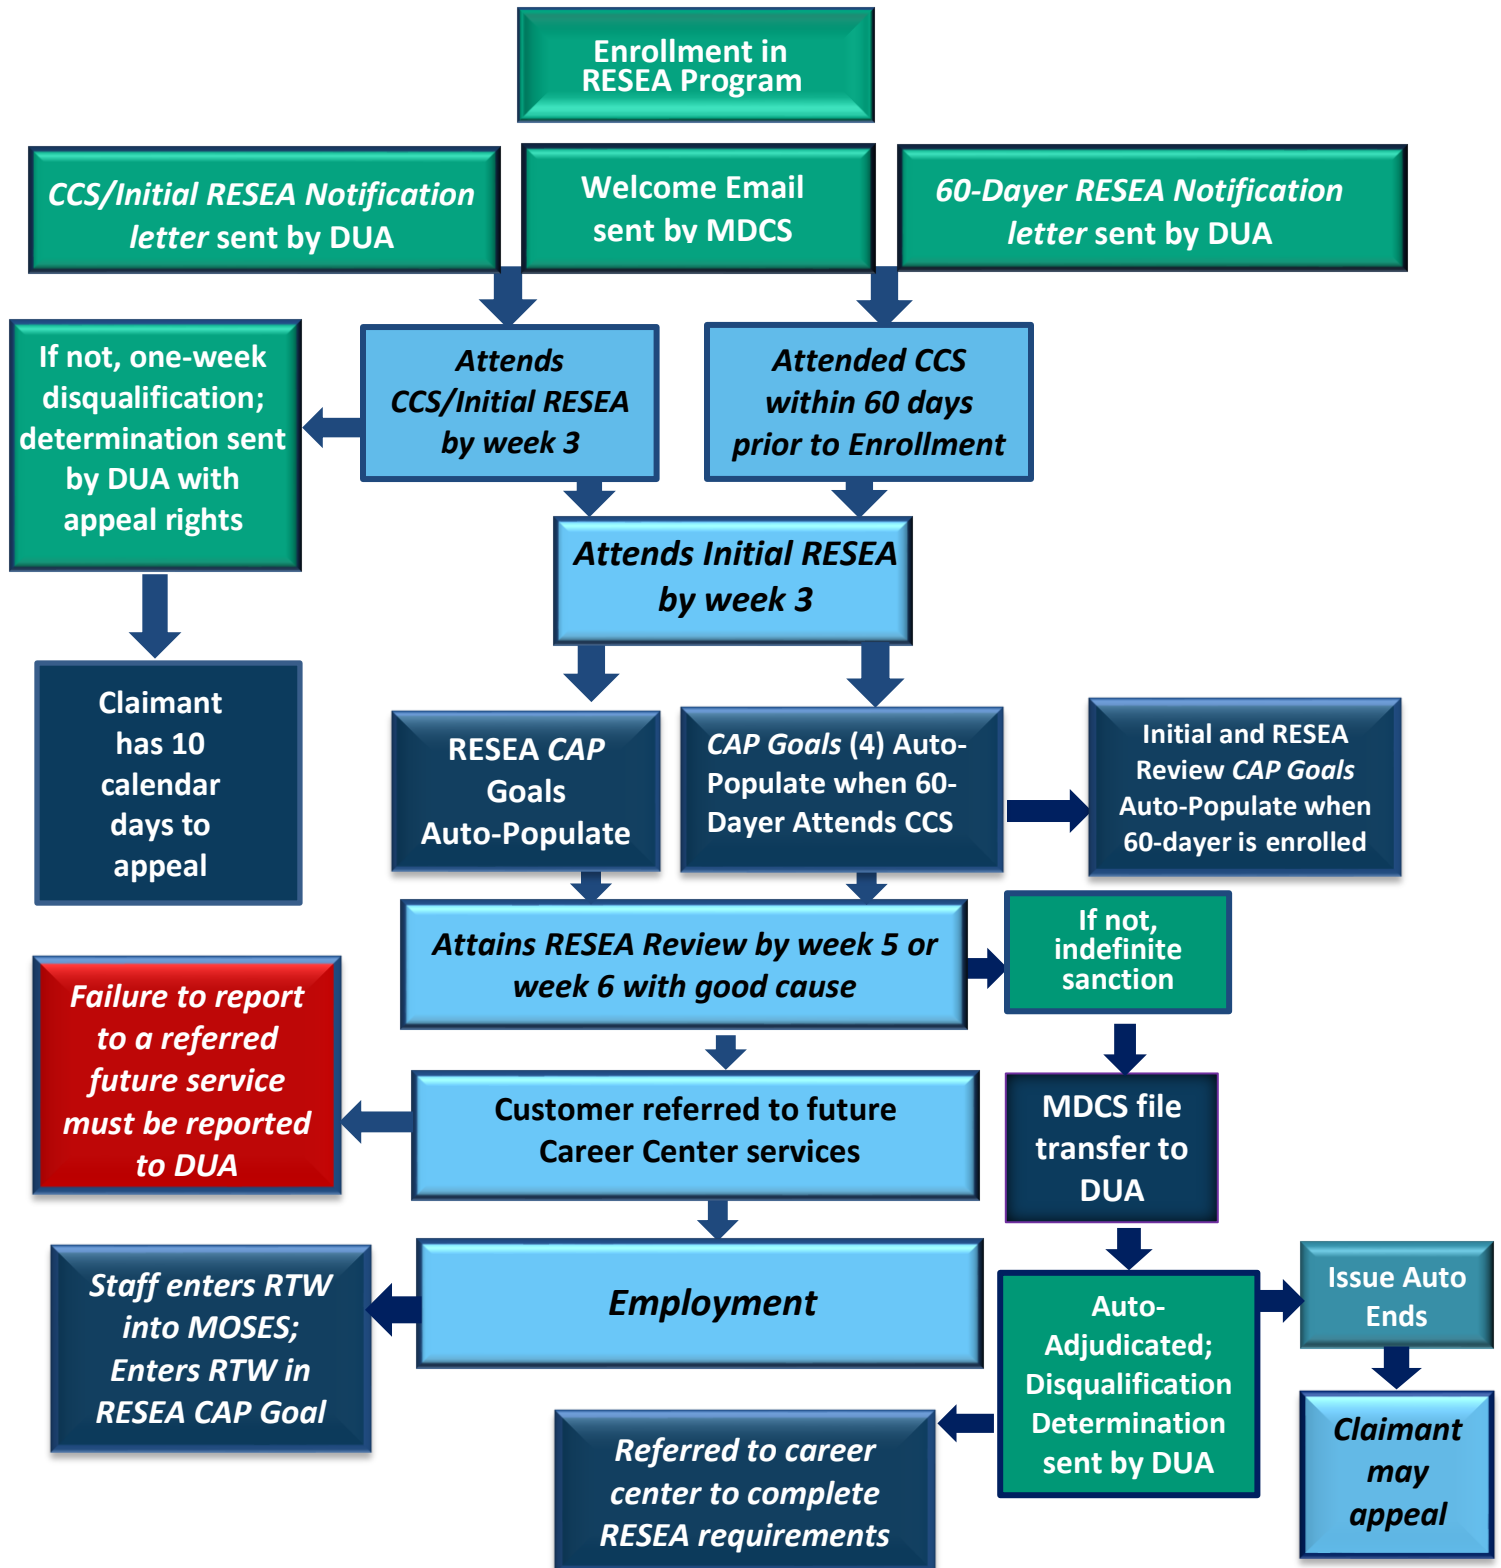 Enrollment in
RESEA Program
CCS/Initial RESEA Notification
letter sent by DUA
Welcome Email
sent by MDCS
60-Dayer RESEA Notification
letter sent by DUA
If not, one-week
disqualification;
determination sent
by DUA with
appeal rights
Attends
CCS/Initial RESEA
by week 3
Attended CCS
within 60 days
prior to Enrollment
Attends Initial RESEA
by week 3
Claimant
has 10
calendar
days to
appeal
RESEA CAP
Goals
Auto-Populate
CAP Goals (4) Auto-
Populate when 60-
Dayer Attends CCS
Initial and RESEA
Review CAP Goals
Auto-Populate when
60-dayer is enrolled
Attains RESEA Review by week 5 or
week 6 with good cause
If not,
indefinite
sanction
Failure to report
to a referred
future service
must be reported
to DUA
Customer referred to future
Career Center services
MDCS file
transfer to
DUA
Staff enters RTW
into MOSES;
Enters RTW in
RESEA CAP Goal
Employment
Auto-
Adjudicated;
Disqualification
Determination
sent by DUA
Issue Auto
Ends
Referred to career
center to complete
RESEA requirements
Claimant
may
appeal